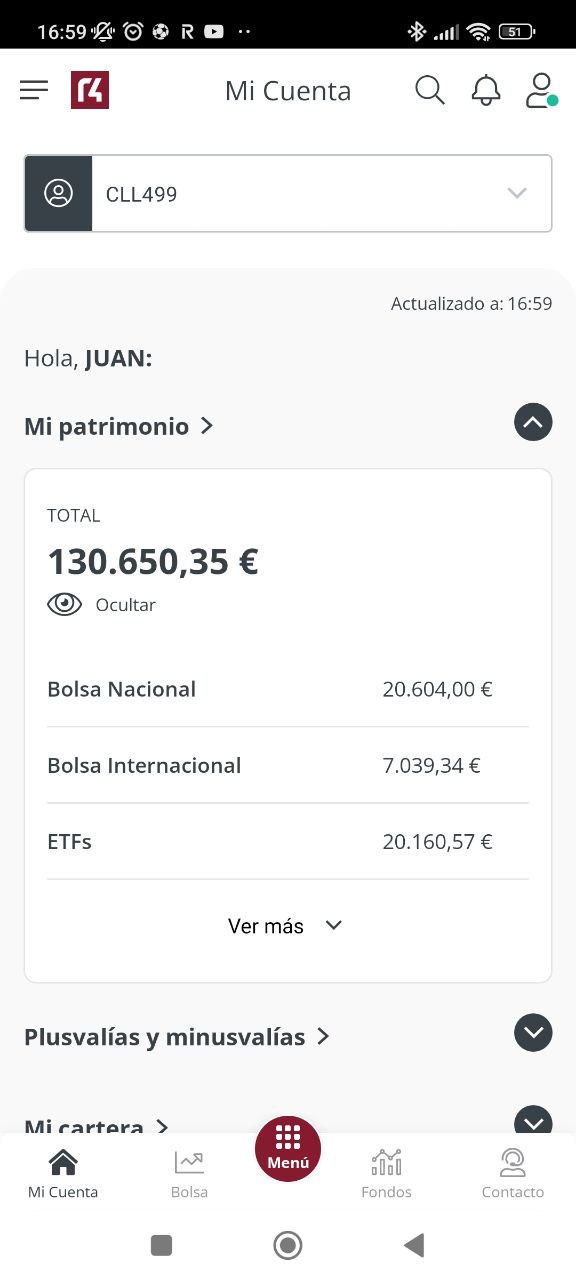 16:59 R 51
r4 Mi Cuenta
CLL499
Actualizado a: 16:59
Hola, JUAN:
Mi patrimonio
TOTAL
130.650,35 €
Ocultar
Bolsa Nacional 20.604,00 €
Bolsa Internacional 7.039,34 €
ETFs 20.160,57 €
Ver más
Plusvalías y minusvalías
Mi cartera
Menú
Mi Cuenta Bolsa Fondos Contacto